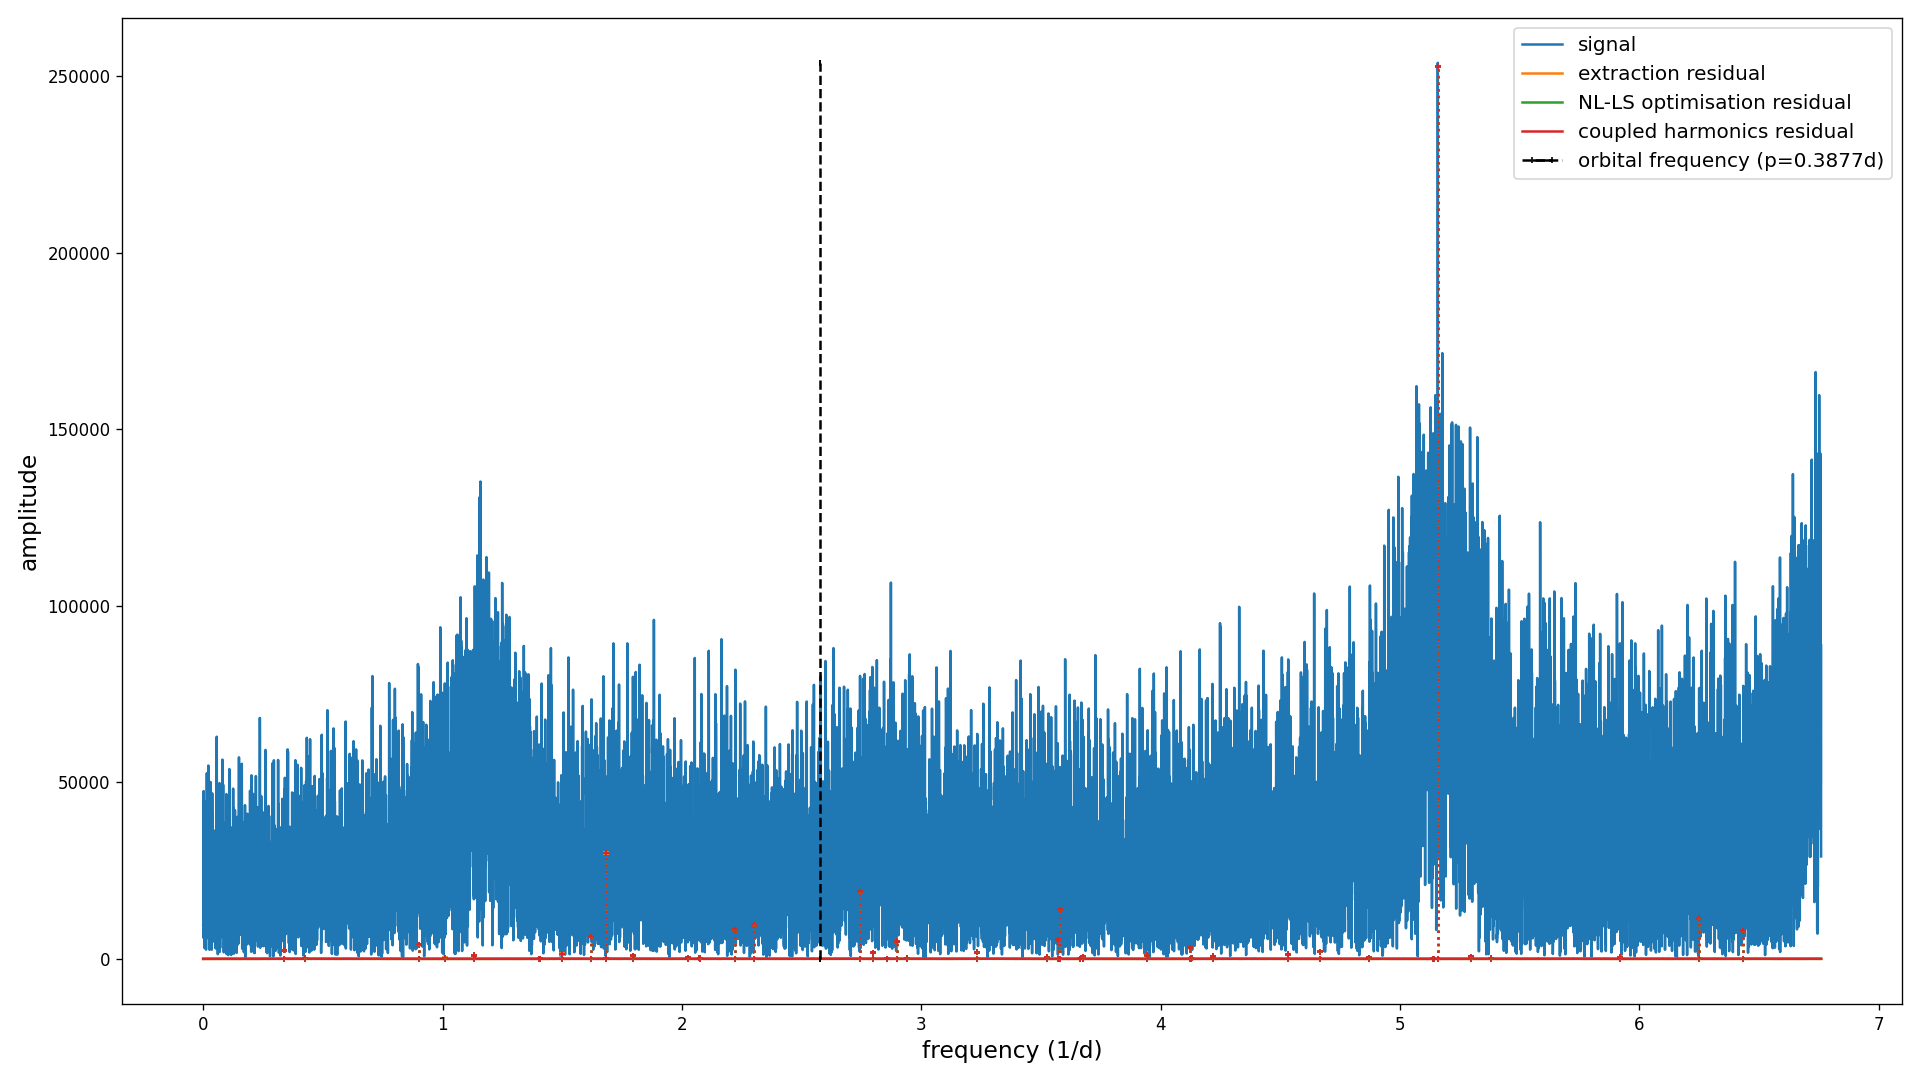 signal
extraction residual
NL-LS optimisation residual
coupled harmonics residual
orbital frequency (p=0.3877d)
amplitude
250000
200000
150000
100000
50000
0
0 1 2 3 4 5 6 7
frequency (1/d)